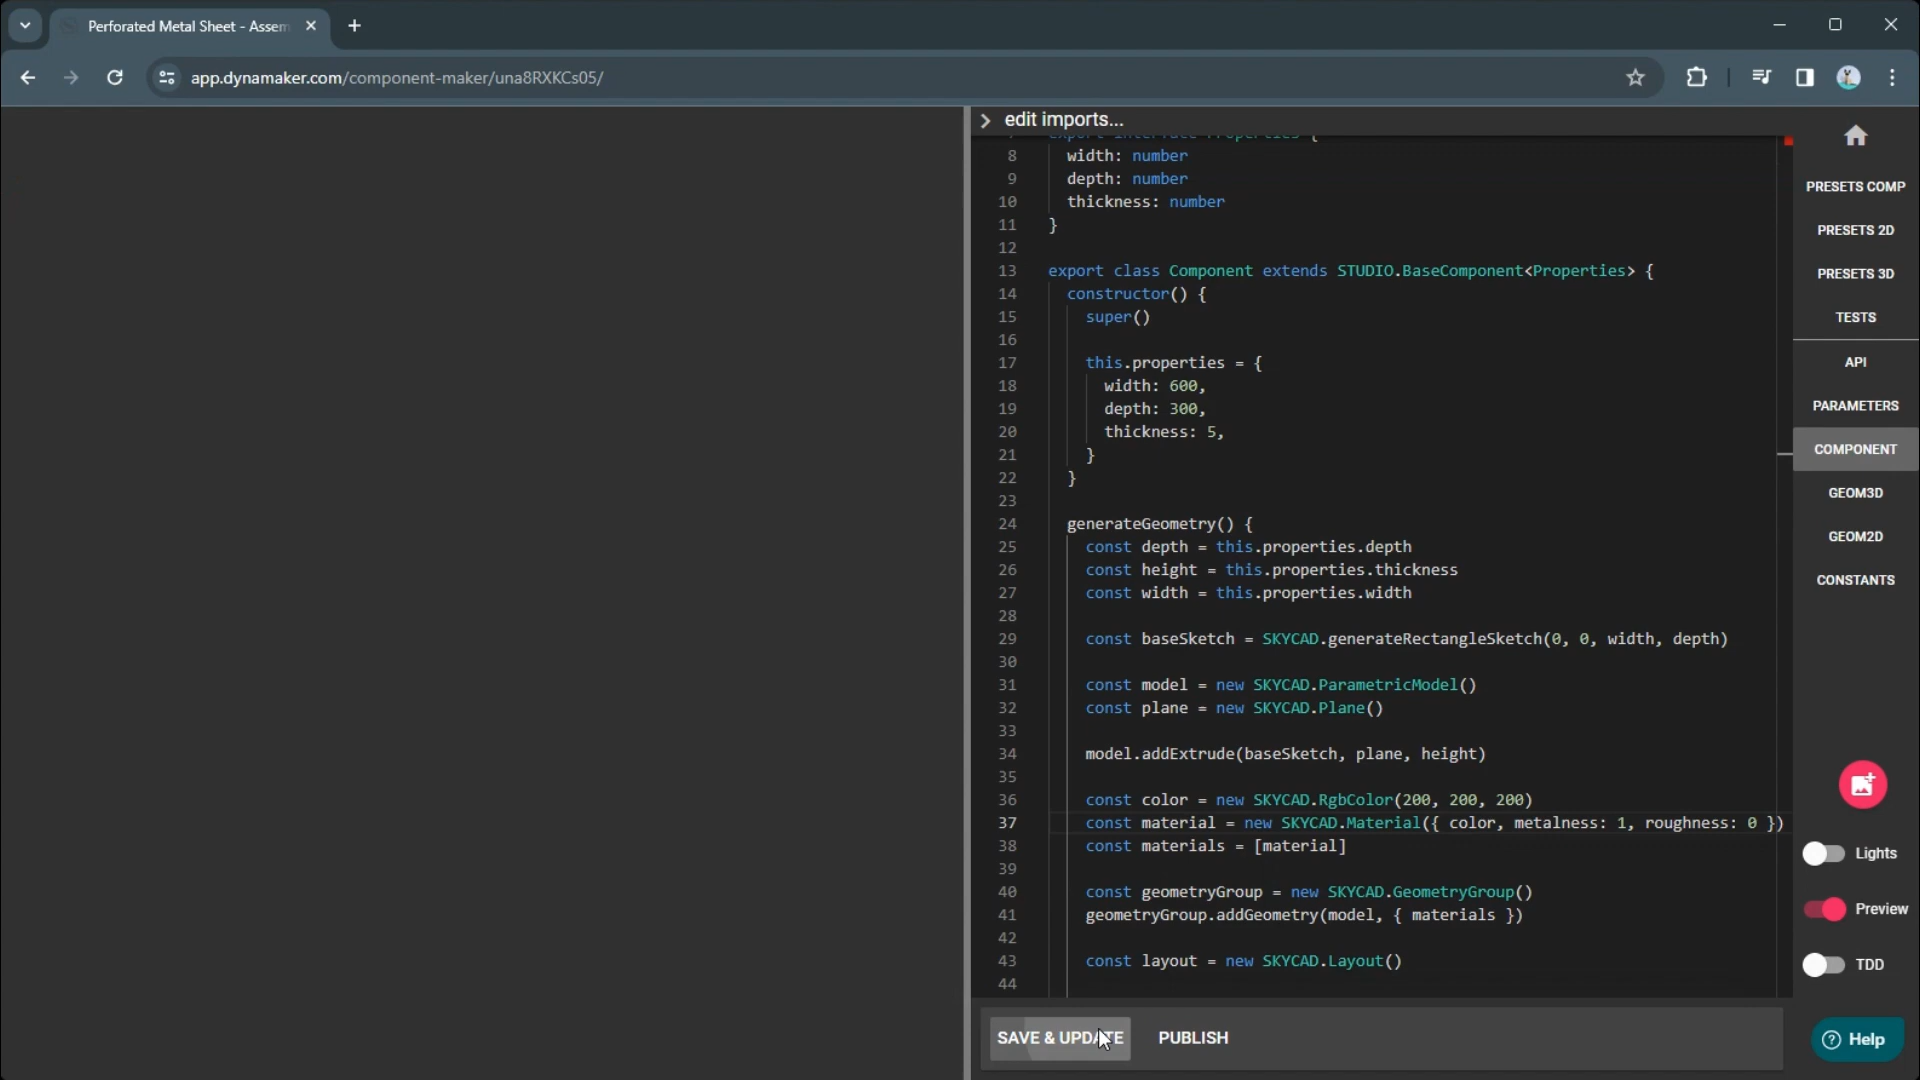 Perforated Metal Sheet - Assem
app.dynamaker.com/component-maker/una8RXKCs05/
edit imports...
8 width: number
9 depth: number
10 thickness: number
11 }
12
13 export class Component extends STUDIO.BaseComponent<Properties> {
14 constructor() {
15 super()
16
17 this.properties = {
18 width: 600,
19 depth: 300,
20 thickness: 5,
21 }
22 }
23
24 generateGeometry() {
25 const depth = this.properties.depth
26 const height = this.properties.thickness
27 const width = this.properties.width
28
29 const baseSketch = SKYCAD.generateRectangleSketch(0, 0, width, depth)
30
31 const model = new SKYCAD.ParametricModel()
32 const plane = new SKYCAD.Plane()
33
34 model.addExtrude(baseSketch, plane, height)
35
36 const color = new SKYCAD.RgbColor(200, 200, 200)
37 const material = new SKYCAD.Material({ color, metalness: 1, roughness: 0 })
38 const materials = [material]
39
40 const geometryGroup = new SKYCAD.GeometryGroup()
41 geometryGroup.addGeometry(model, { materials })
42
43 const layout = new SKYCAD.Layout()
44
SAVE & UPDATE PUBLISH
PRESETS COMP
PRESETS 2D
PRESETS 3D
TESTS
API
PARAMETERS
COMPONENT
GEOM3D
GEOM2D
CONSTANTS
Lights
Preview
TDD
Help